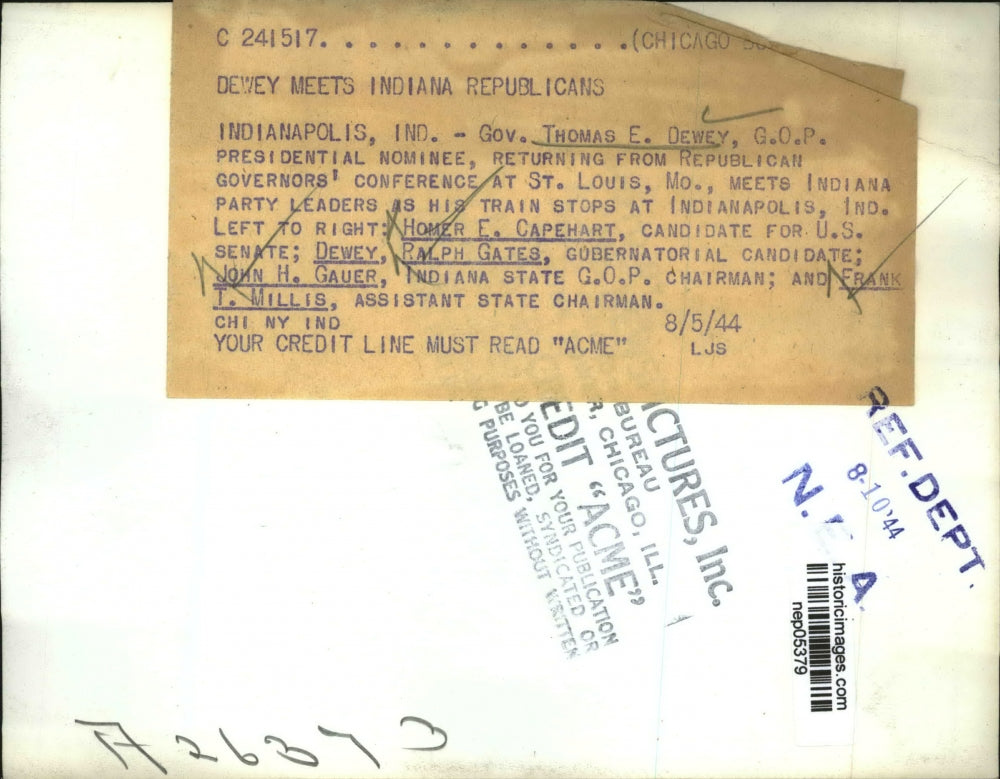 C 241517. . . . . . . . . . . . . .(CHICAGO
DEWEY MEETS INDIANA REPUBLICANS
INDIANAPOLIS, IND. - GOV. THOMAS E. DEWEY, G.O.P.
PRESIDENTIAL NOMINEE, RETURNING FROM REPUBLICAN
GOVERNORS' CONFERENCE AT ST. LOUIS, MO., MEETS INDIANA
PARTY LEADERS AS HIS TRAIN STOPS AT INDIANAPOLIS, IND.
LEFT TO RIGHT: HOMER E. CAPEHART, CANDIDATE FOR U.S.
SENATE; DEWEY, RALPH GATES, GUBERNATORIAL CANDIDATE;
JOHN H. GAUER, INDIANA STATE G.O.P. CHAIRMAN; AND FRANK
T. MILLIS, ASSISTANT STATE CHAIRMAN.
CHI NY IND 8/5/44
YOUR CREDIT LINE MUST READ "ACME" LJS
ICTURES, Inc.
BUREAU
R, CHICAGO, ILL.
EDIT "ACME"
YOU FOR YOUR PUBLICATION
BE LOANED, SYNDICATED OR
G PURPOSES WITHOUT WRITTEN
REF. DEPT.
8-10'44
N. E. A.
historicimages.com
nep05379